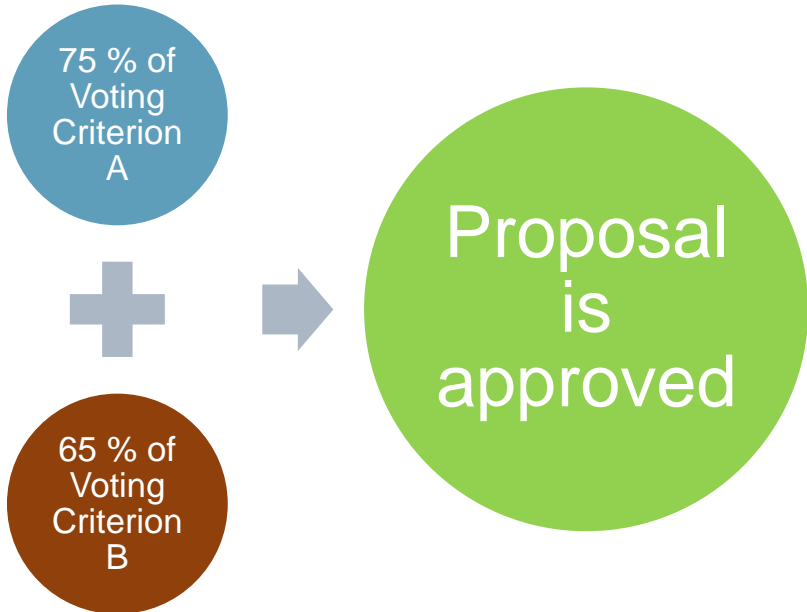 75 % of
Voting
Criterion
A
65 % of
Voting
Criterion
B
Proposal
is
approved